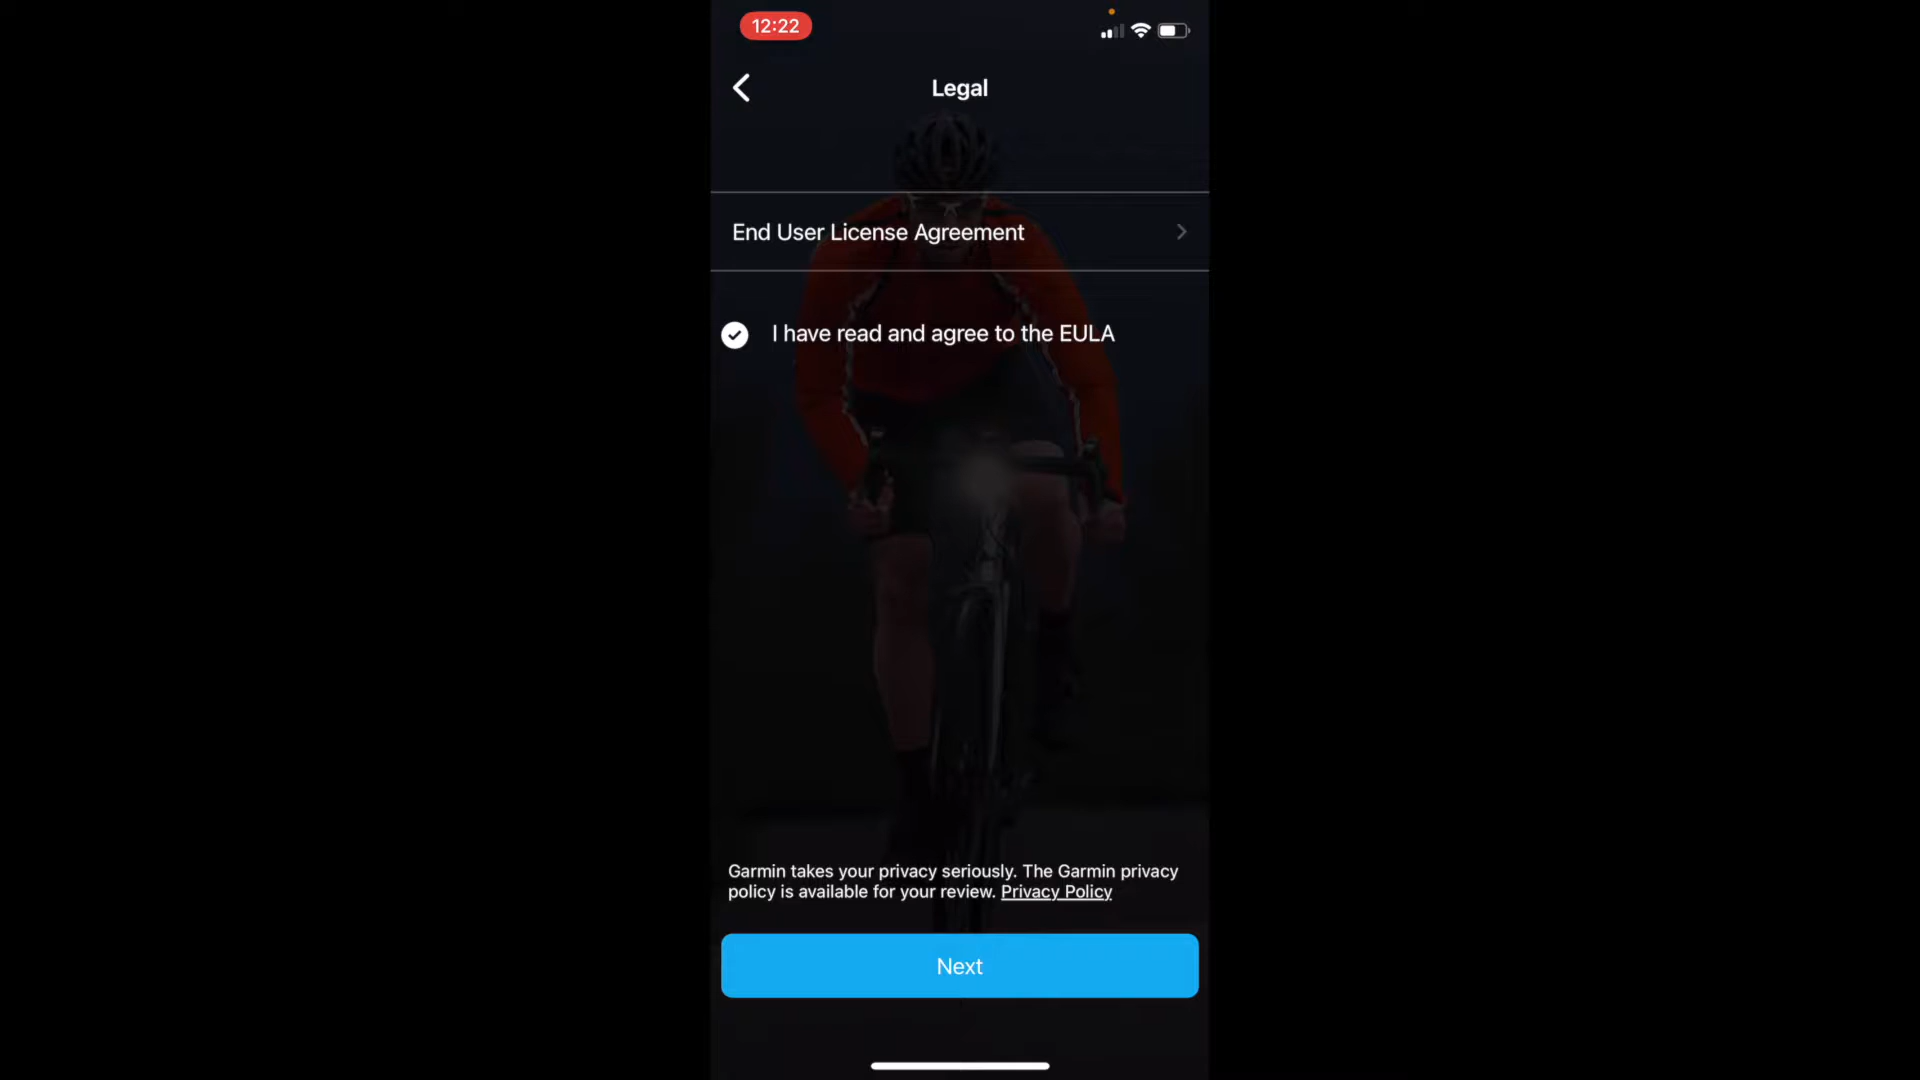 12:22
Legal
End User License Agreement
I have read and agree to the EULA
Garmin takes your privacy seriously. The Garmin privacy
policy is available for your review. Privacy Policy
Next